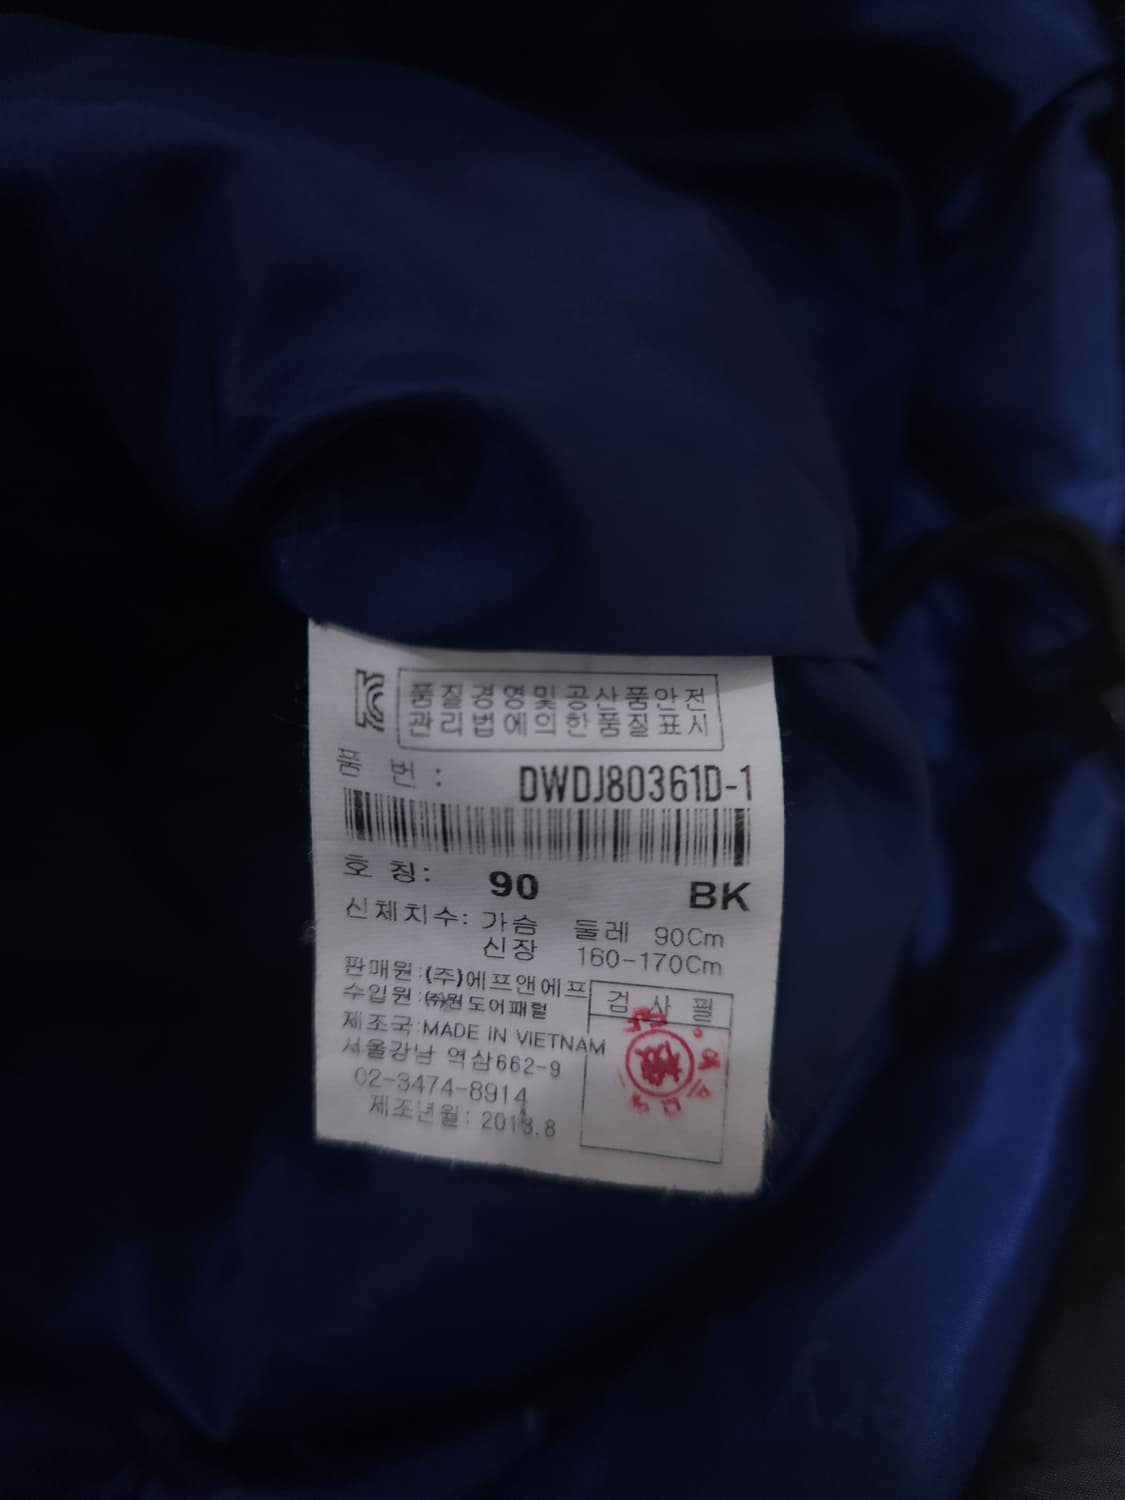 품질경영및공산품안전
관리법에의한품질표시
품 번 : DWDJ80361D-1
호 칭: 90 BK
신체치수: 가슴 둘레 90Cm
신장 160-170Cm
판매원:(주)에프앤에프
수입원:㈜원도어패럴
검 사 필
제조국:MADE IN VIETNAM
서울강남 역삼662-9
02-3474-8914
제조년월: 2013.8